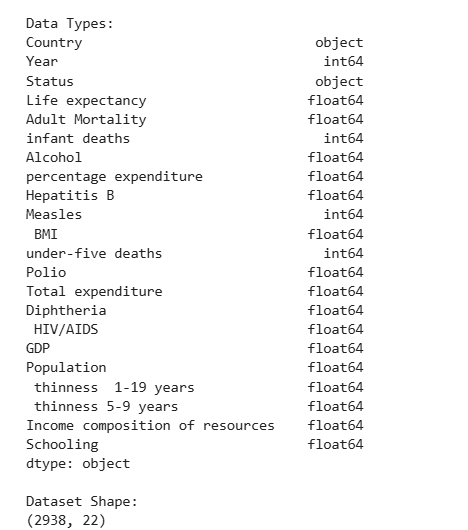 Data Types:
Country                              object
Year                                  int64
Status                               object
Life expectancy                     float64
Adult Mortality                     float64
infant deaths                         int64
Alcohol                             float64
percentage expenditure              float64
Hepatitis B                         float64
Measles                               int64
 BMI                                float64
under-five deaths                     int64
Polio                               float64
Total expenditure                   float64
Diphtheria                          float64
 HIV/AIDS                           float64
GDP                                 float64
Population                          float64
 thinness  1-19 years               float64
 thinness 5-9 years                 float64
Income composition of resources     float64
Schooling                           float64
dtype: object

Dataset Shape:
(2938, 22)